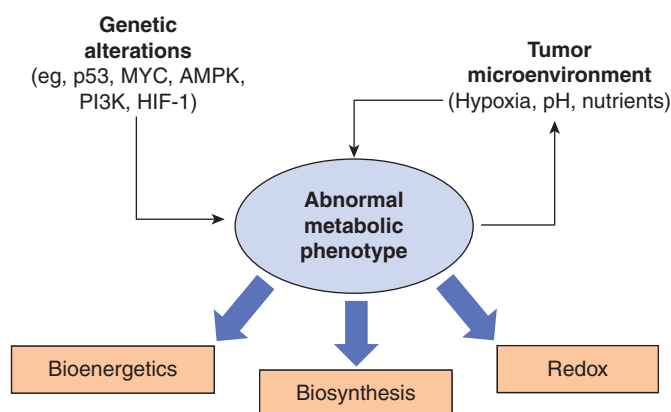 Genetic
alterations
(eg, p53, MYC, AMPK,
PI3K, HIF-1)
Tumor
microenvironment
(Hypoxia, pH, nutrients)
Abnormal
metabolic
phenotype
Bioenergetics
Biosynthesis
Redox